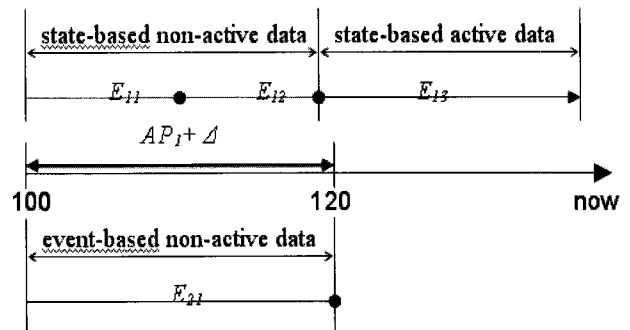 state-based non-active data state-based active data
E11 E12 E13
AP1+ Δ
100 120 now
event-based non-active data
E21